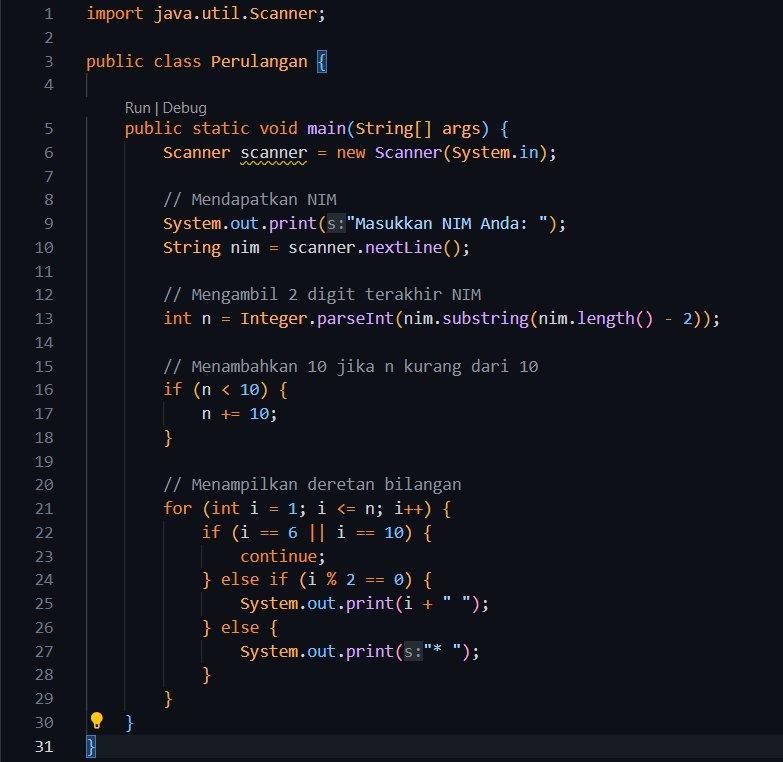 1 import java.util.Scanner;
2
3 public class Perulangan {
4
Run | Debug
5 public static void main(String[] args) {
6 Scanner scanner = new Scanner(System.in);
7
8 // Mendapatkan NIM
9 System.out.print(s:"Masukkan NIM Anda: ");
10 String nim = scanner.nextLine();
11
12 // Mengambil 2 digit terakhir NIM
13 int n = Integer.parseInt(nim.substring(nim.length() - 2));
14
15 // Menambahkan 10 jika n kurang dari 10
16 if (n < 10) {
17 n += 10;
18 }
19
20 // Menampilkan deretan bilangan
21 for (int i = 1; i <= n; i++) {
22 if (i == 6 || i == 10) {
23 continue;
24 } else if (i % 2 == 0) {
25 System.out.print(i + " ");
26 } else {
27 System.out.print(s:"* ");
28 }
29 }
30 }
31 }